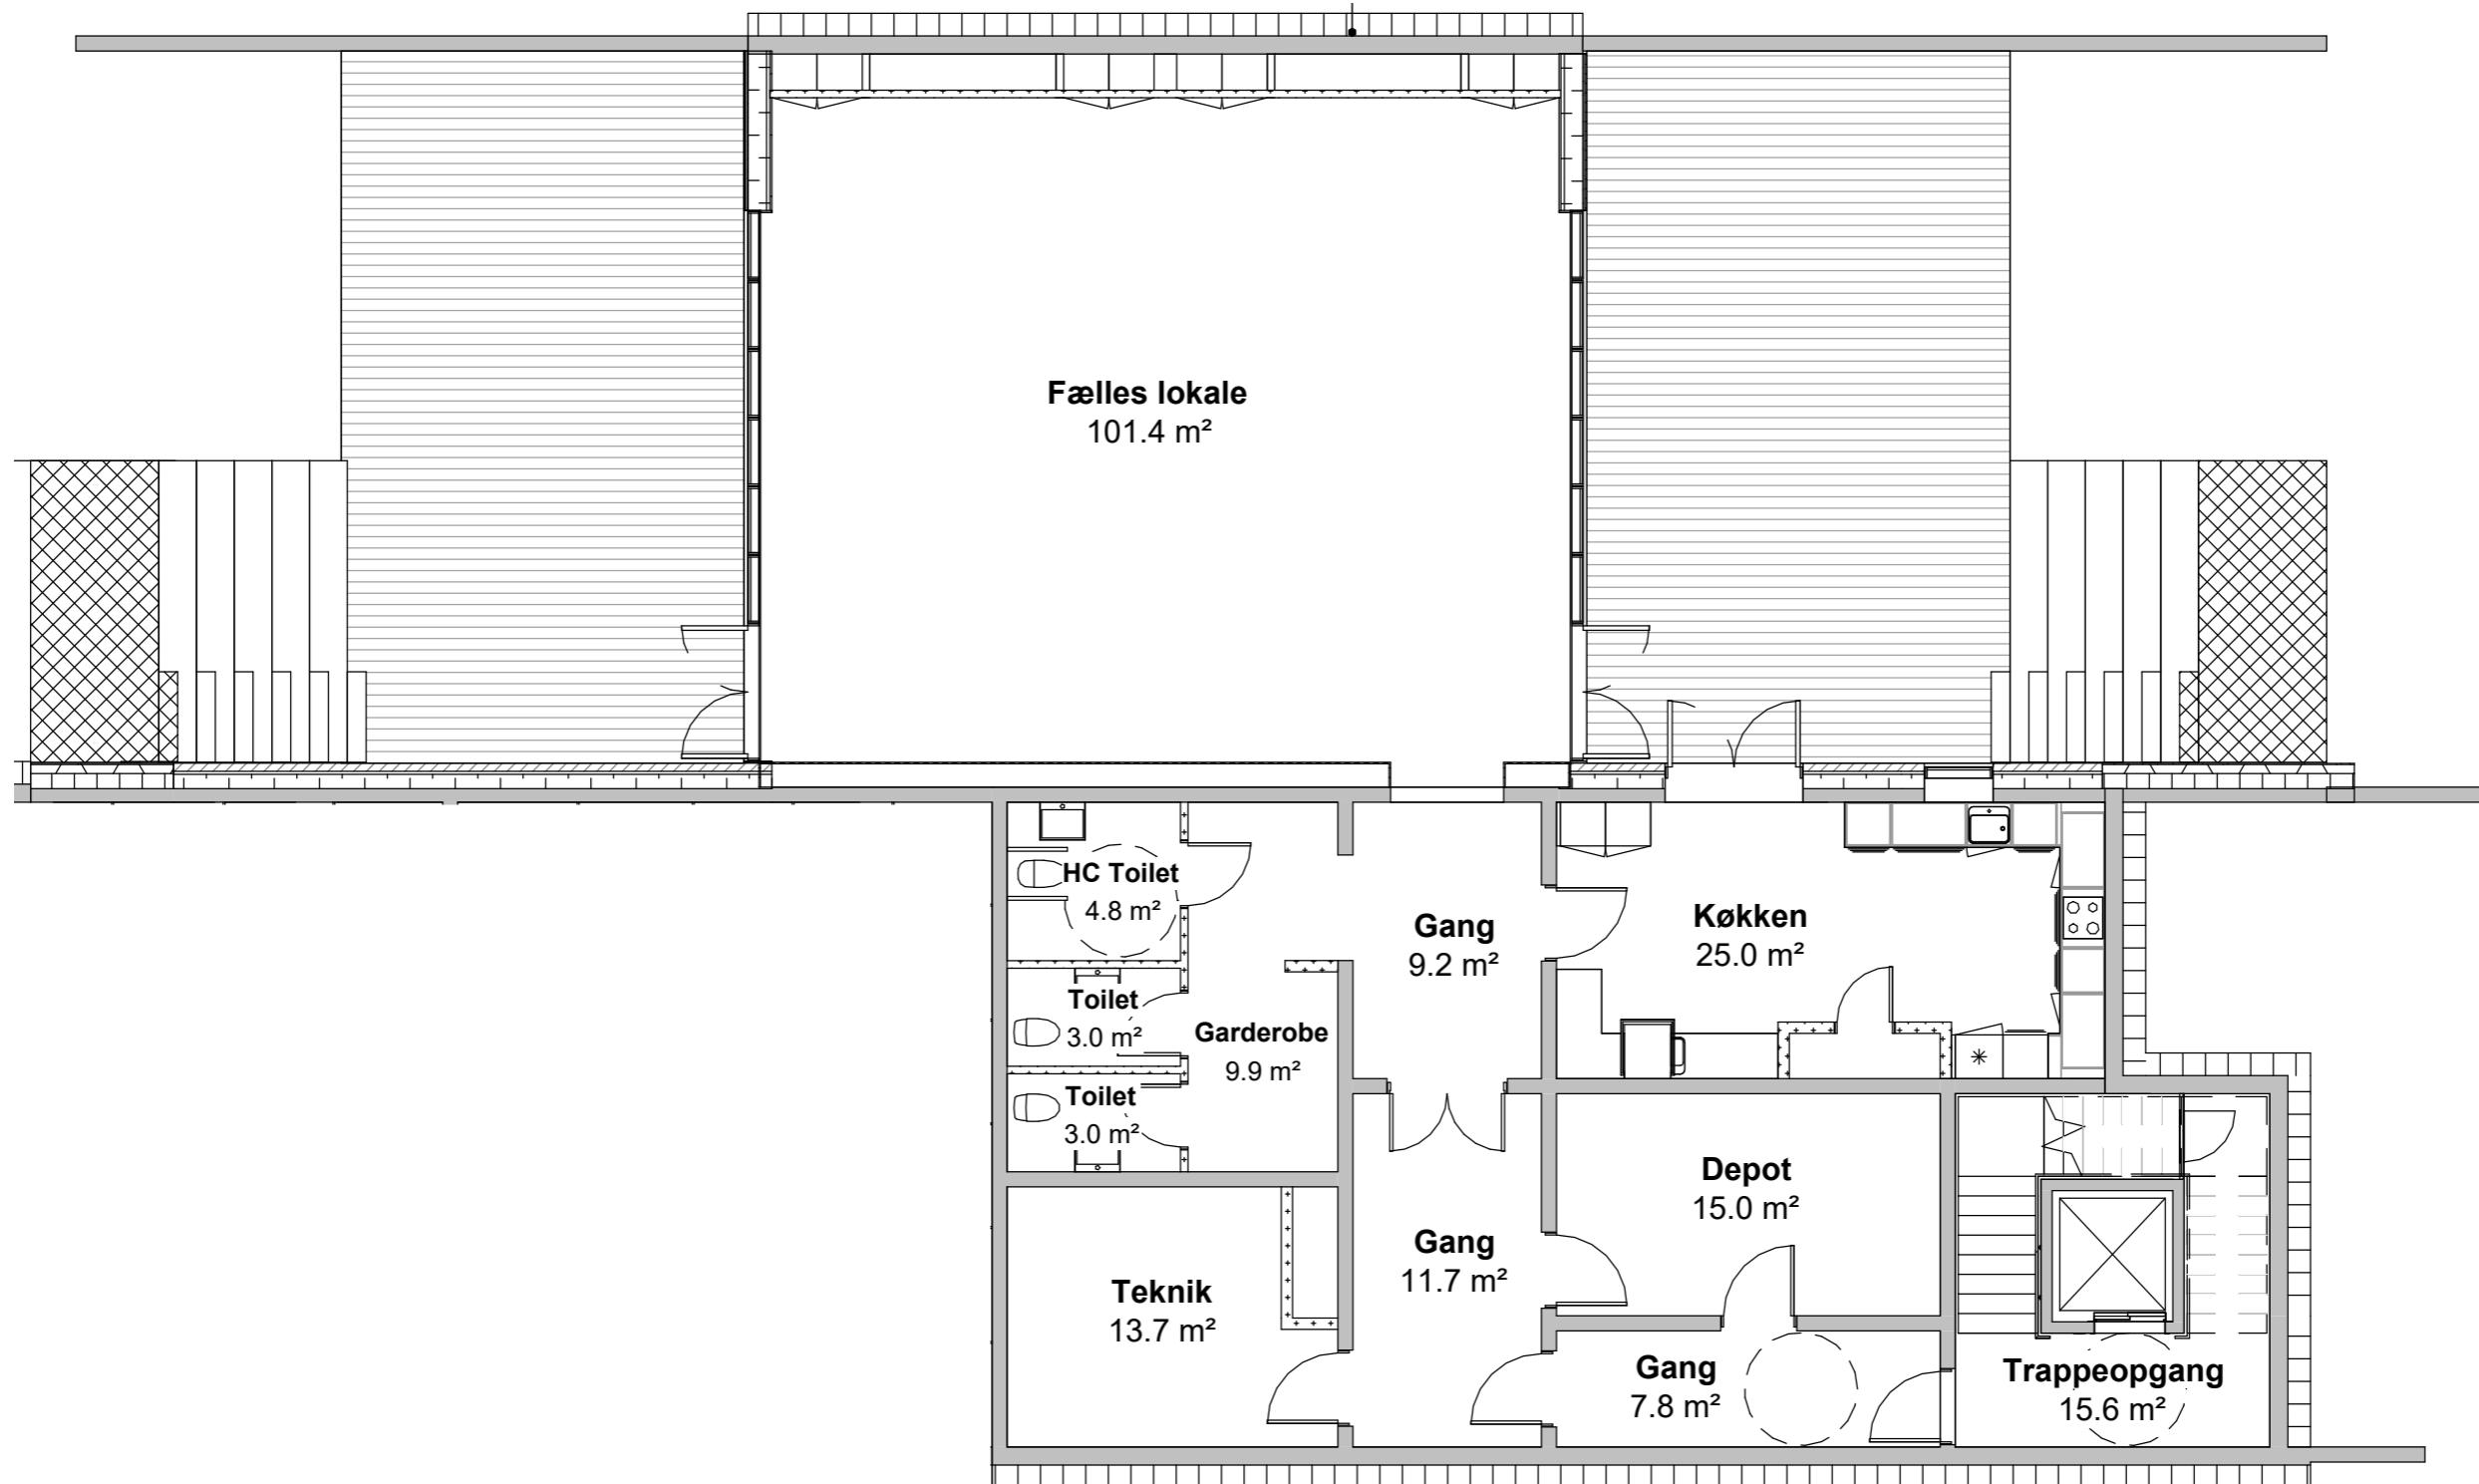 Fælles lokale
101.4 m²
HC Toilet
4.8 m²
Gang
9.2 m²
Køkken
25.0 m²
Toilet
3.0 m²
Garderobe
9.9 m²
Toilet
3.0 m²
Depot
15.0 m²
Gang
11.7 m²
Teknik
13.7 m²
Gang
7.8 m²
Trappeopgang
15.6 m²